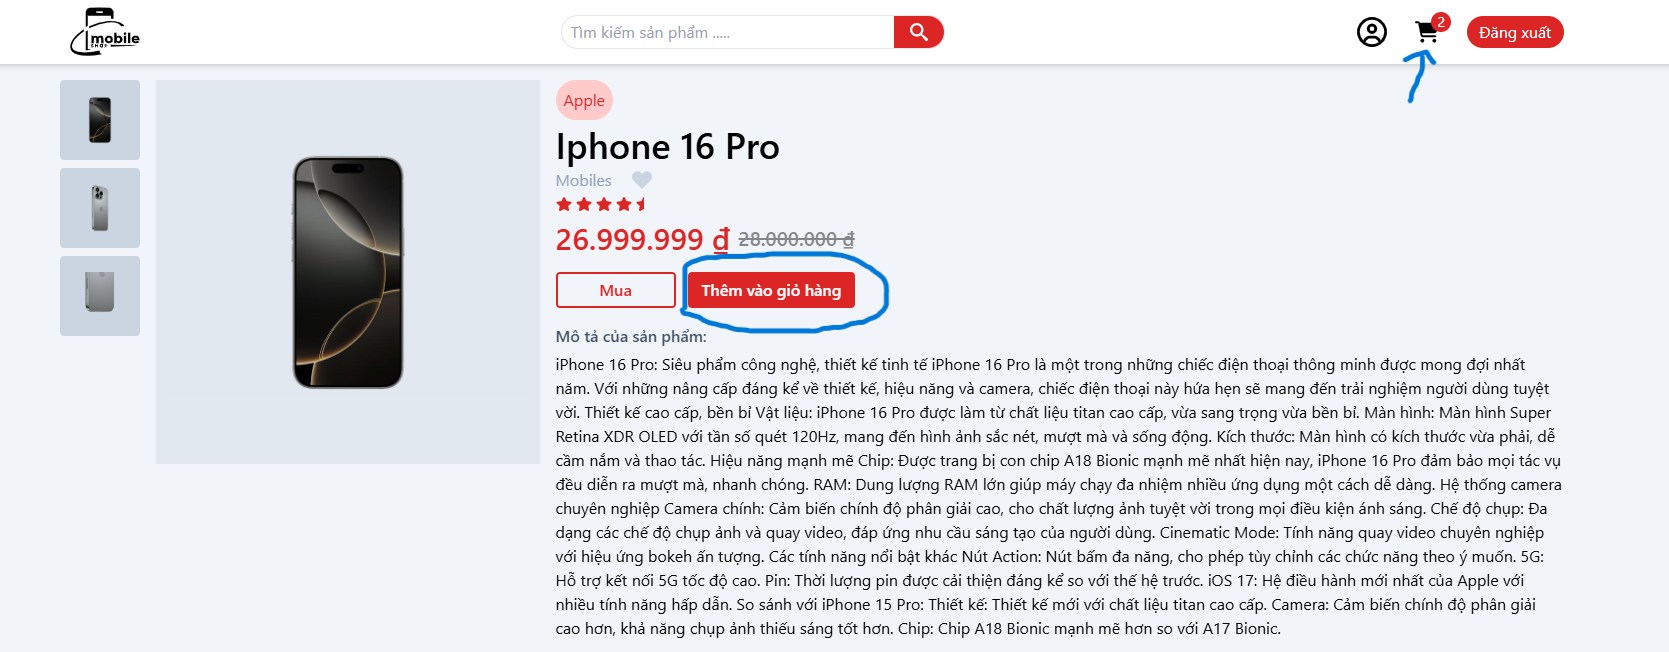 mobile
SHOP
Tìm kiếm sản phẩm .....
2
Đăng xuất
Apple
Iphone 16 Pro
Mobiles
26.999.999 ₫ 28.000.000 ₫
Mua
Thêm vào giỏ hàng
Mô tả của sản phẩm:
iPhone 16 Pro: Siêu phẩm công nghệ, thiết kế tinh tế iPhone 16 Pro là một trong những chiếc điện thoại thông minh được mong đợi nhất
năm. Với những nâng cấp đáng kể về thiết kế, hiệu năng và camera, chiếc điện thoại này hứa hẹn sẽ mang đến trải nghiệm người dùng tuyệt
vời. Thiết kế cao cấp, bền bỉ Vật liệu: iPhone 16 Pro được làm từ chất liệu titan cao cấp, vừa sang trọng vừa bền bỉ. Màn hình: Màn hình Super
Retina XDR OLED với tần số quét 120Hz, mang đến hình ảnh sắc nét, mượt mà và sống động. Kích thước: Màn hình có kích thước vừa phải, dễ
cầm nắm và thao tác. Hiệu năng mạnh mẽ Chip: Được trang bị con chip A18 Bionic mạnh mẽ nhất hiện nay, iPhone 16 Pro đảm bảo mọi tác vụ
đều diễn ra mượt mà, nhanh chóng. RAM: Dung lượng RAM lớn giúp máy chạy đa nhiệm nhiều ứng dụng một cách dễ dàng. Hệ thống camera
chuyên nghiệp Camera chính: Cảm biến chính độ phân giải cao, cho chất lượng ảnh tuyệt vời trong mọi điều kiện ánh sáng. Chế độ chụp: Đa
dạng các chế độ chụp ảnh và quay video, đáp ứng nhu cầu sáng tạo của người dùng. Cinematic Mode: Tính năng quay video chuyên nghiệp
với hiệu ứng bokeh ấn tượng. Các tính năng nổi bật khác Nút Action: Nút bấm đa năng, cho phép tùy chỉnh các chức năng theo ý muốn. 5G:
Hỗ trợ kết nối 5G tốc độ cao. Pin: Thời lượng pin được cải thiện đáng kể so với thế hệ trước. iOS 17: Hệ điều hành mới nhất của Apple với
nhiều tính năng hấp dẫn. So sánh với iPhone 15 Pro: Thiết kế: Thiết kế mới với chất liệu titan cao cấp. Camera: Cảm biến chính độ phân giải
cao hơn, khả năng chụp ảnh thiếu sáng tốt hơn. Chip: Chip A18 Bionic mạnh mẽ hơn so với A17 Bionic.